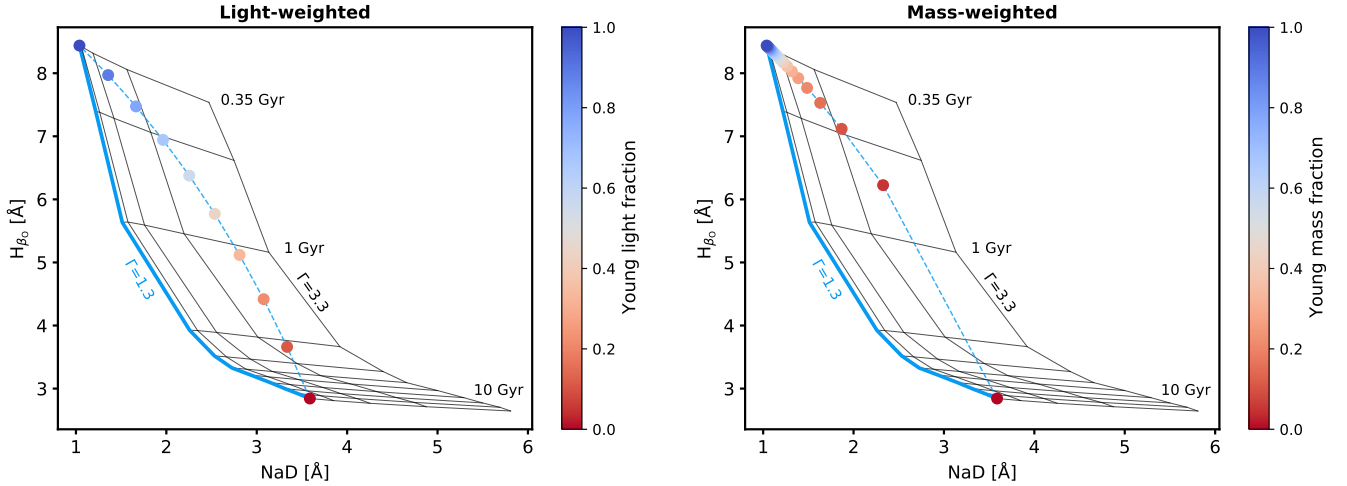 Light-weighted
8
7
6
5
4
3
H_{β_O} [Å]
0.35 Gyr
1 Gyr
Γ=3.3
Γ=1.3
10 Gyr
1 2 3 4 5 6
NaD [Å]
1.0
0.8
0.6
0.4
0.2
0.0
Young light fraction
Mass-weighted
8
7
6
5
4
3
H_{β_O} [Å]
0.35 Gyr
1 Gyr
Γ=3.3
Γ=1.3
10 Gyr
1 2 3 4 5 6
NaD [Å]
1.0
0.8
0.6
0.4
0.2
0.0
Young mass fraction